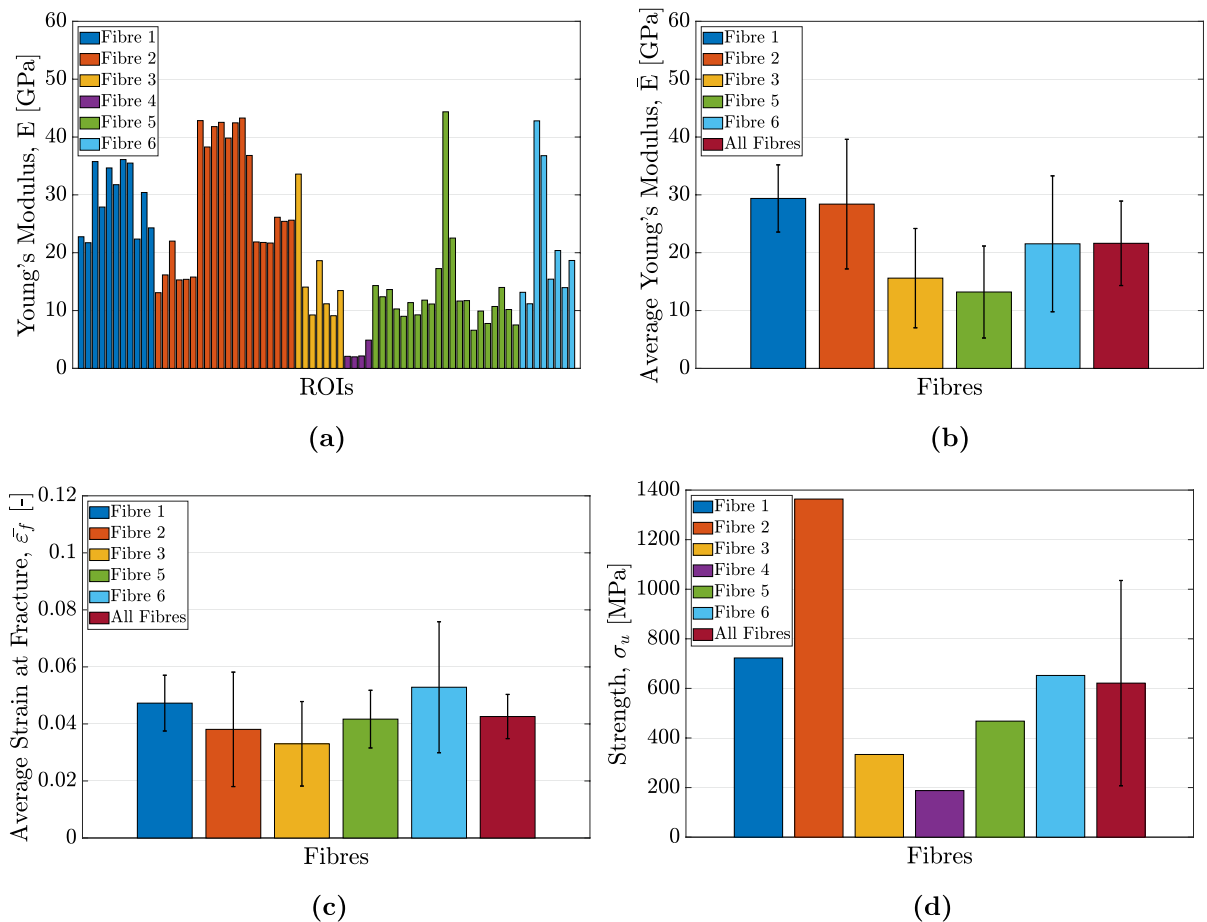 60
50
40
30
20
10
0
Young's Modulus, E [GPa]
Fibre 1
Fibre 2
Fibre 3
Fibre 4
Fibre 5
Fibre 6
ROIs
(a)
60
50
40
30
20
10
0
Average Young's Modulus, Ē [GPa]
Fibre 1
Fibre 2
Fibre 3
Fibre 5
Fibre 6
All Fibres
Fibres
(b)
0.12
0.1
0.08
0.06
0.04
0.02
0
Average Strain at Fracture, ε̄_f [-]
Fibre 1
Fibre 2
Fibre 3
Fibre 5
Fibre 6
All Fibres
Fibres
(c)
1400
1200
1000
800
600
400
200
0
Strength, σ_u [MPa]
Fibre 1
Fibre 2
Fibre 3
Fibre 4
Fibre 5
Fibre 6
All Fibres
Fibres
(d)